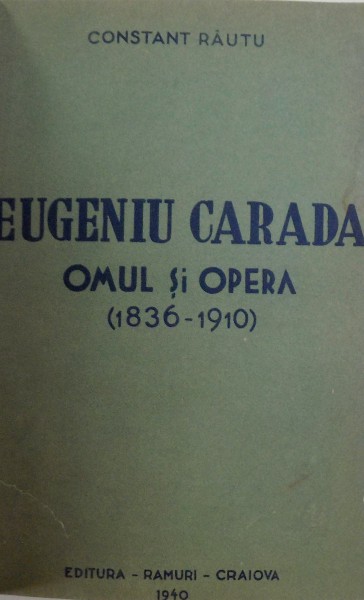 CONSTANT RĂUTU
EUGENIU CARADA
OMUL ȘI OPERA
(1836-1910)
EDITURA - RAMURI - CRAIOVA
1940